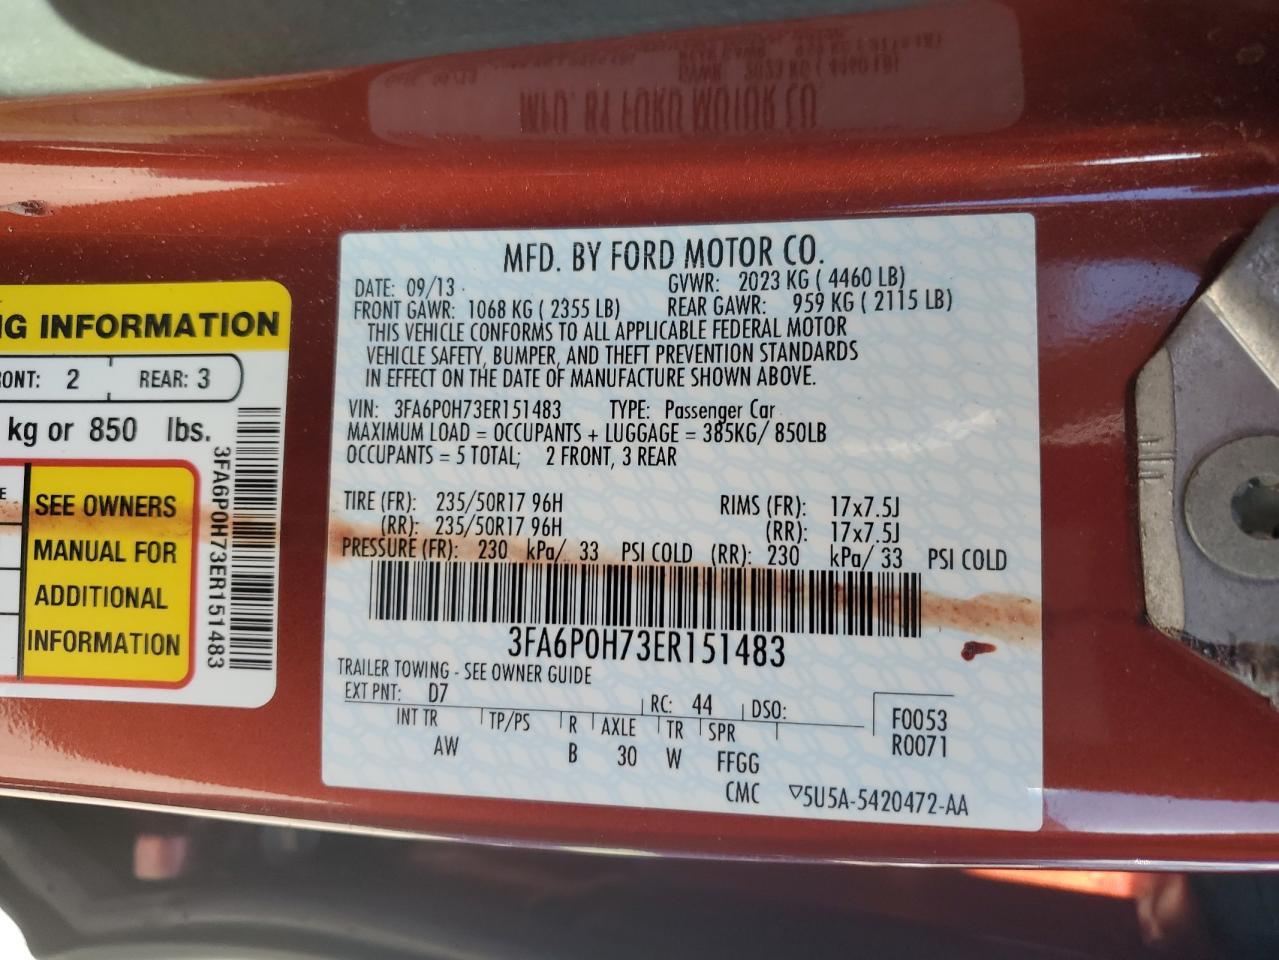 MFD. BY FORD MOTOR CO.
DATE: 09/13 GVWR: 2023 KG ( 4460 LB)
FRONT GAWR: 1068 KG ( 2355 LB) REAR GAWR: 959 KG ( 2115 LB)
THIS VEHICLE CONFORMS TO ALL APPLICABLE FEDERAL MOTOR
VEHICLE SAFETY, BUMPER, AND THEFT PREVENTION STANDARDS
IN EFFECT ON THE DATE OF MANUFACTURE SHOWN ABOVE.
VIN: 3FA6P0H73ER151483 TYPE: Passenger Car
MAXIMUM LOAD = OCCUPANTS + LUGGAGE = 385KG/ 850LB
OCCUPANTS = 5 TOTAL; 2 FRONT, 3 REAR
TIRE (FR): 235/50R17 96H RIMS (FR): 17x7.5J
(RR): 235/50R17 96H (RR): 17x7.5J
PRESSURE (FR): 230 kPa/ 33 PSI COLD (RR): 230 kPa/ 33 PSI COLD
3FA6P0H73ER151483
TRAILER TOWING - SEE OWNER GUIDE
EXT PNT: D7 RC: 44 DSO: F0053
INT TR TP/PS R AXLE TR SPR R0071
AW B 30 W FFGG
CMC ▽5U5A-5420472-AA
NG INFORMATION
RONT: 2 REAR: 3
kg or 850 lbs.
SEE OWNERS
MANUAL FOR
ADDITIONAL
INFORMATION
3FA6P0H73ER151483